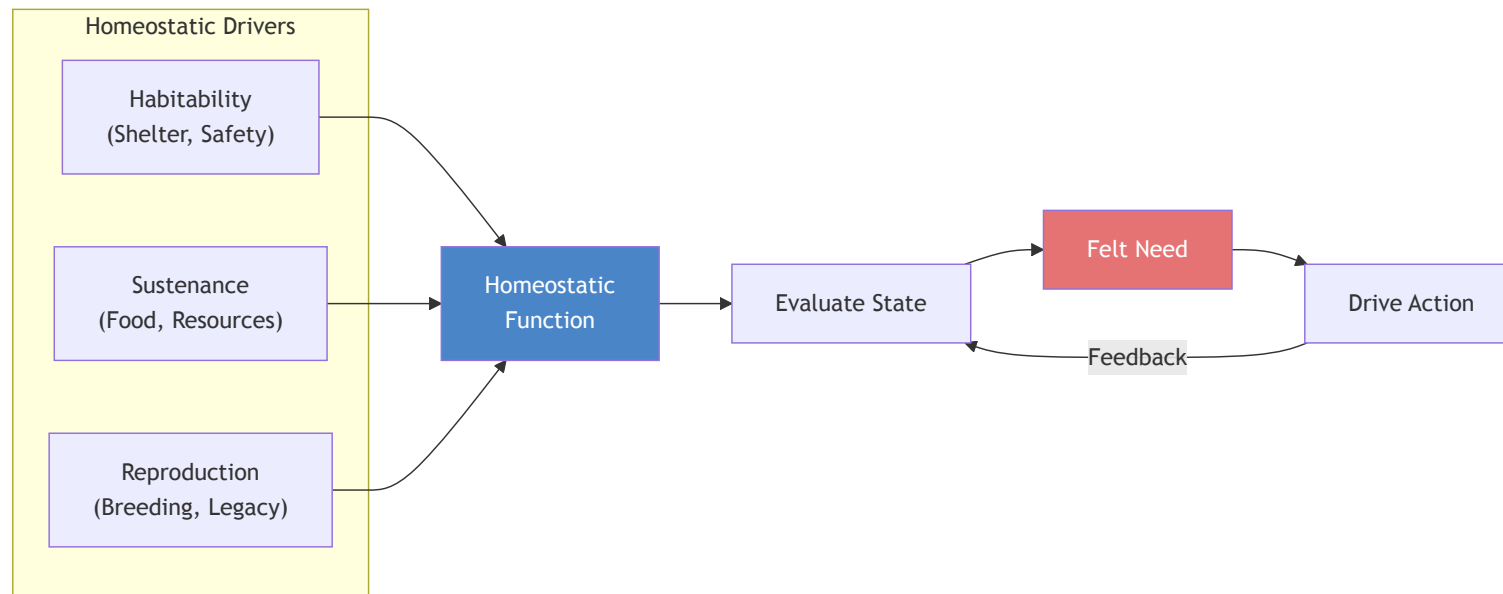 Homeostatic Drivers
Habitability
(Shelter, Safety)
Sustenance
(Food, Resources)
Reproduction
(Breeding, Legacy)
Homeostatic
Function
Evaluate State
Felt Need
Drive Action
Feedback